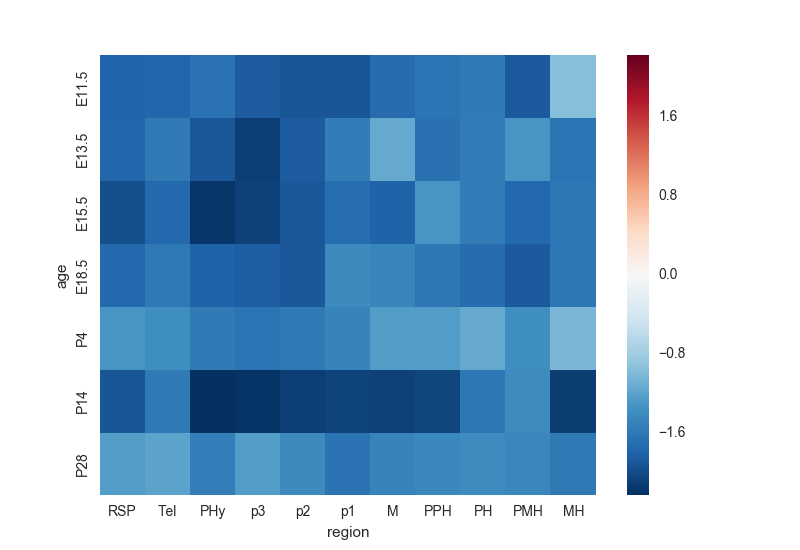 age
E11.5
E13.5
E15.5
E18.5
P4
P14
P28
RSP Tel PHy p3 p2 p1 M PPH PH PMH MH
region
1.6
0.8
0.0
−0.8
−1.6